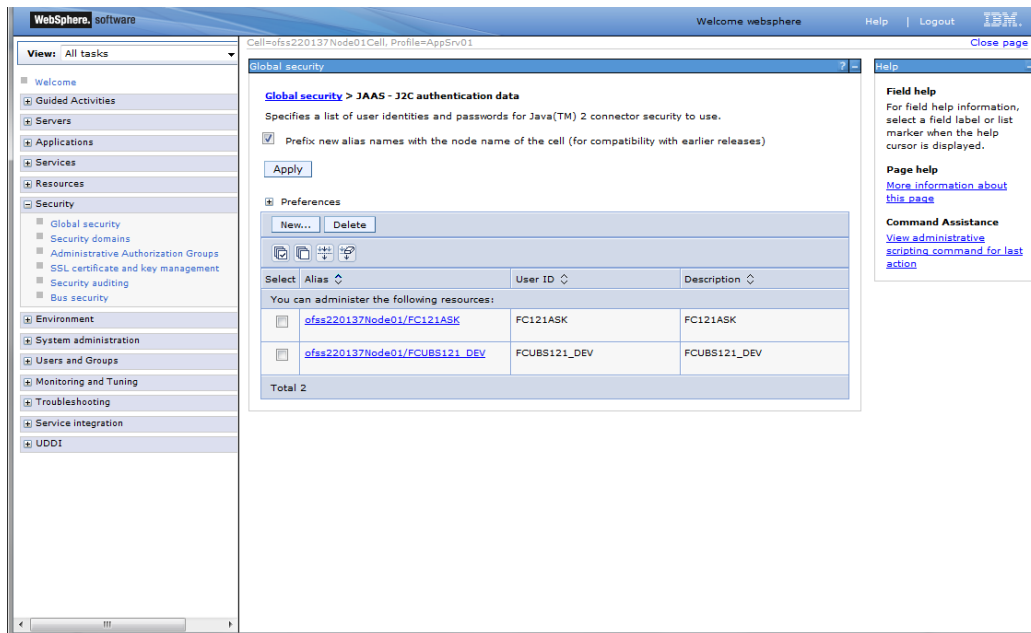 WebSphere. software
Welcome websphere
Help | Logout
IBM.
View: All tasks
Cell=ofss220137Node01Cell, Profile=AppSrv01
Close page
Welcome
Guided Activities
Servers
Applications
Services
Resources
Security
Global security
Security domains
Administrative Authorization Groups
SSL certificate and key management
Security auditing
Bus security
Environment
System administration
Users and Groups
Monitoring and Tuning
Troubleshooting
Service integration
UDDI
Global security
? -
Global security > JAAS - J2C authentication data
Specifies a list of user identities and passwords for Java(TM) 2 connector security to use.
Prefix new alias names with the node name of the cell (for compatibility with earlier releases)
Apply
Preferences
New... Delete
Select Alias User ID Description
You can administer the following resources:
ofss220137Node01/FC121ASK FC121ASK FC121ASK
ofss220137Node01/FCUBS121_DEV FCUBS121_DEV FCUBS121_DEV
Total 2
Help
Field help
For field help information,
select a field label or list
marker when the help
cursor is displayed.
Page help
More information about
this page
Command Assistance
View administrative
scripting command for last
action